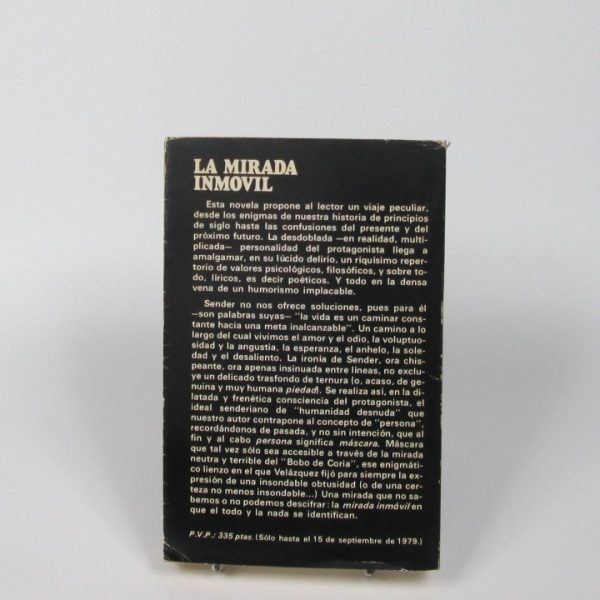 LA MIRADA
INMOVIL
Esta novela propone al lector un viaje peculiar,
desde los enigmas de nuestra historia de principios
de siglo hasta las confusiones del presente y del
próximo futuro. La desdoblada —en realidad, multi-
plicada— personalidad del protagonista llega a
amalgamar, en su lúcido delirio, un riquísimo reper-
torio de valores psicológicos, filosóficos, y sobre to-
do, líricos, es decir poéticos. Y todo en la densa
vena de un humorismo implacable.
Sender no nos ofrece soluciones, pues para él
—son palabras suyas— "la vida es un caminar cons-
tante hacia una meta inalcanzable". Un camino a lo
largo del cual vivimos el amor y el odio, la voluptuo-
sidad y la angustia, la esperanza, el anhelo, la sole-
dad y el desaliento. La ironía de Sender, ora chis-
peante, ora apenas insinuada entre líneas, no exclu-
ye un delicado trasfondo de ternura (o, acaso, de ge-
nuina y muy humana piedad). Se realiza así, en la di-
latada y frenética consciencia del protagonista, el
ideal senderiano de "humanidad desnuda" que
nuestro autor contrapone al concepto de "persona",
recordándonos de pasada, y no sin intención, que al
fin y al cabo persona significa máscara. Máscara
que tal vez sólo sea accesible a través de la mirada
neutra y terrible del "Bobo de Coria", ese enigmáti-
co lienzo en el que Velázquez fijó para siempre la ex-
presión de una insondable obtusidad (o de una cer-
teza no menos insondable...) Una mirada que no sa-
bemos o no podemos descifrar: la mirada inmóvil en
que el todo y la nada se identifican.
P.V.P.: 335 ptas. (Sólo hasta el 15 de septiembre de 1979.)